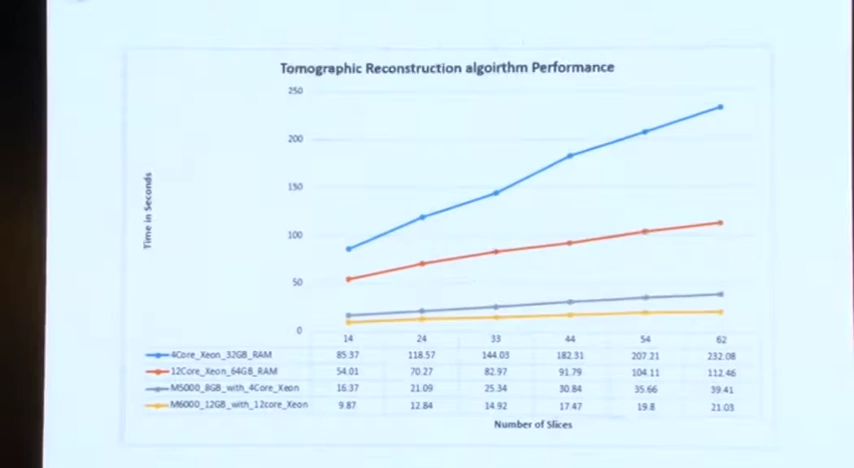 Tomographic Reconstruction algoirthm Performance
250
200
150
100
50
0
Time in Seconds
14 24 33 44 54 62
4Core_Xeon_32GB_RAM 85.37 118.57 144.03 182.31 207.21 232.08
12Core_Xeon_64GB_RAM 54.01 70.27 82.97 91.79 104.11 112.46
M5000_8GB_with_4Core_Xeon 16.37 21.09 25.34 30.84 35.66 39.41
M6000_12GB_with_12core_Xeon 9.87 12.84 14.92 17.47 19.8 21.03
Number of Slices